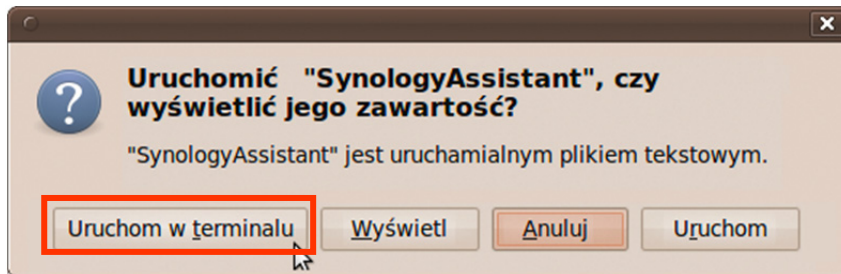 Uruchomić "SynologyAssistant", czy
wyświetlić jego zawartość?
"SynologyAssistant" jest uruchamialnym plikiem tekstowym.
Uruchom w terminalu Wyświetl Anuluj Uruchom